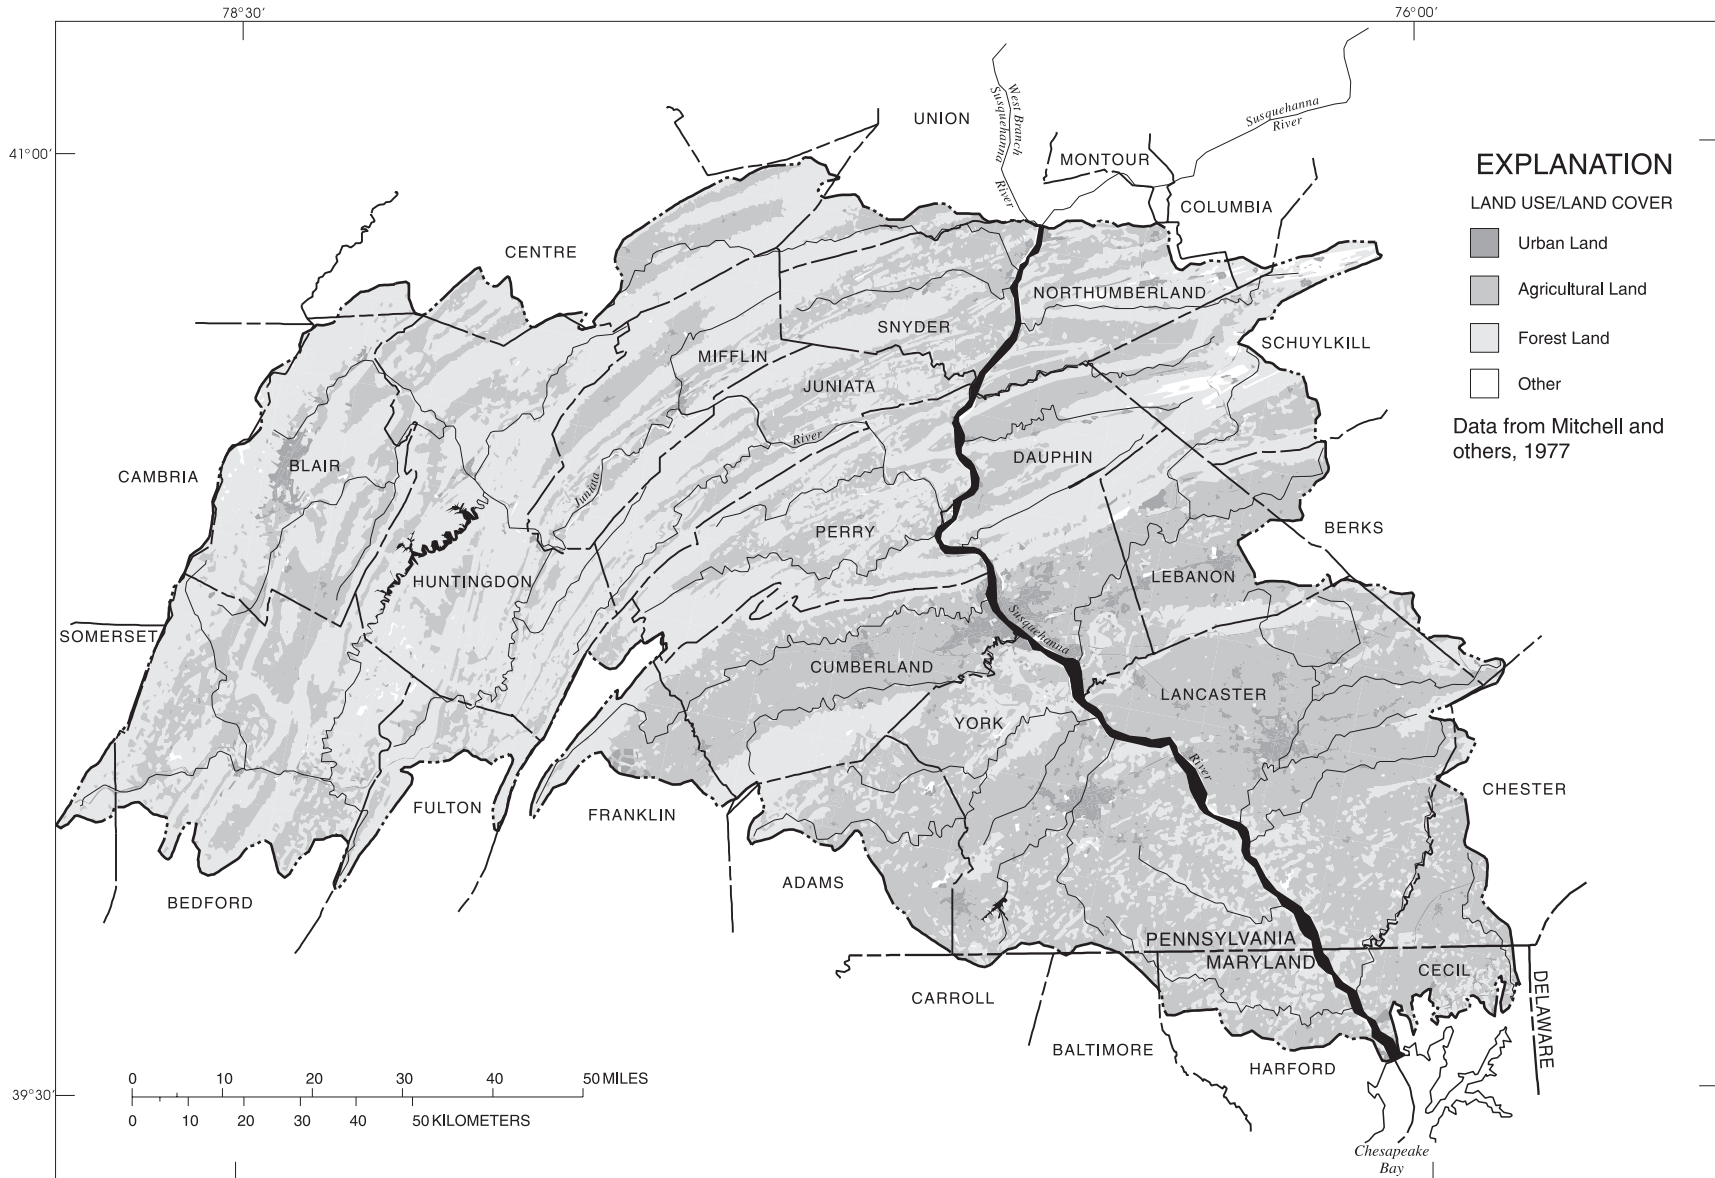 78°30'
76°00'
41°00'
39°30'
UNION
West Branch
Susquehanna
River
Susquehanna
River
MONTOUR
COLUMBIA
CENTRE
NORTHUMBERLAND
SNYDER
MIFFLIN
JUNIATA
SCHUYLKILL
River
Juniata
BLAIR
CAMBRIA
DAUPHIN
PERRY
BERKS
HUNTINGDON
LEBANON
SOMERSET
Susquehanna
River
CUMBERLAND
LANCASTER
YORK
CHESTER
FULTON
FRANKLIN
ADAMS
BEDFORD
PENNSYLVANIA
MARYLAND
CECIL
CARROLL
DELAWARE
BALTIMORE
HARFORD
Chesapeake
Bay
EXPLANATION
LAND USE/LAND COVER
Urban Land
Agricultural Land
Forest Land
Other
Data from Mitchell and
others, 1977
0 10 20 30 40 50 MILES
0 10 20 30 40 50 KILOMETERS